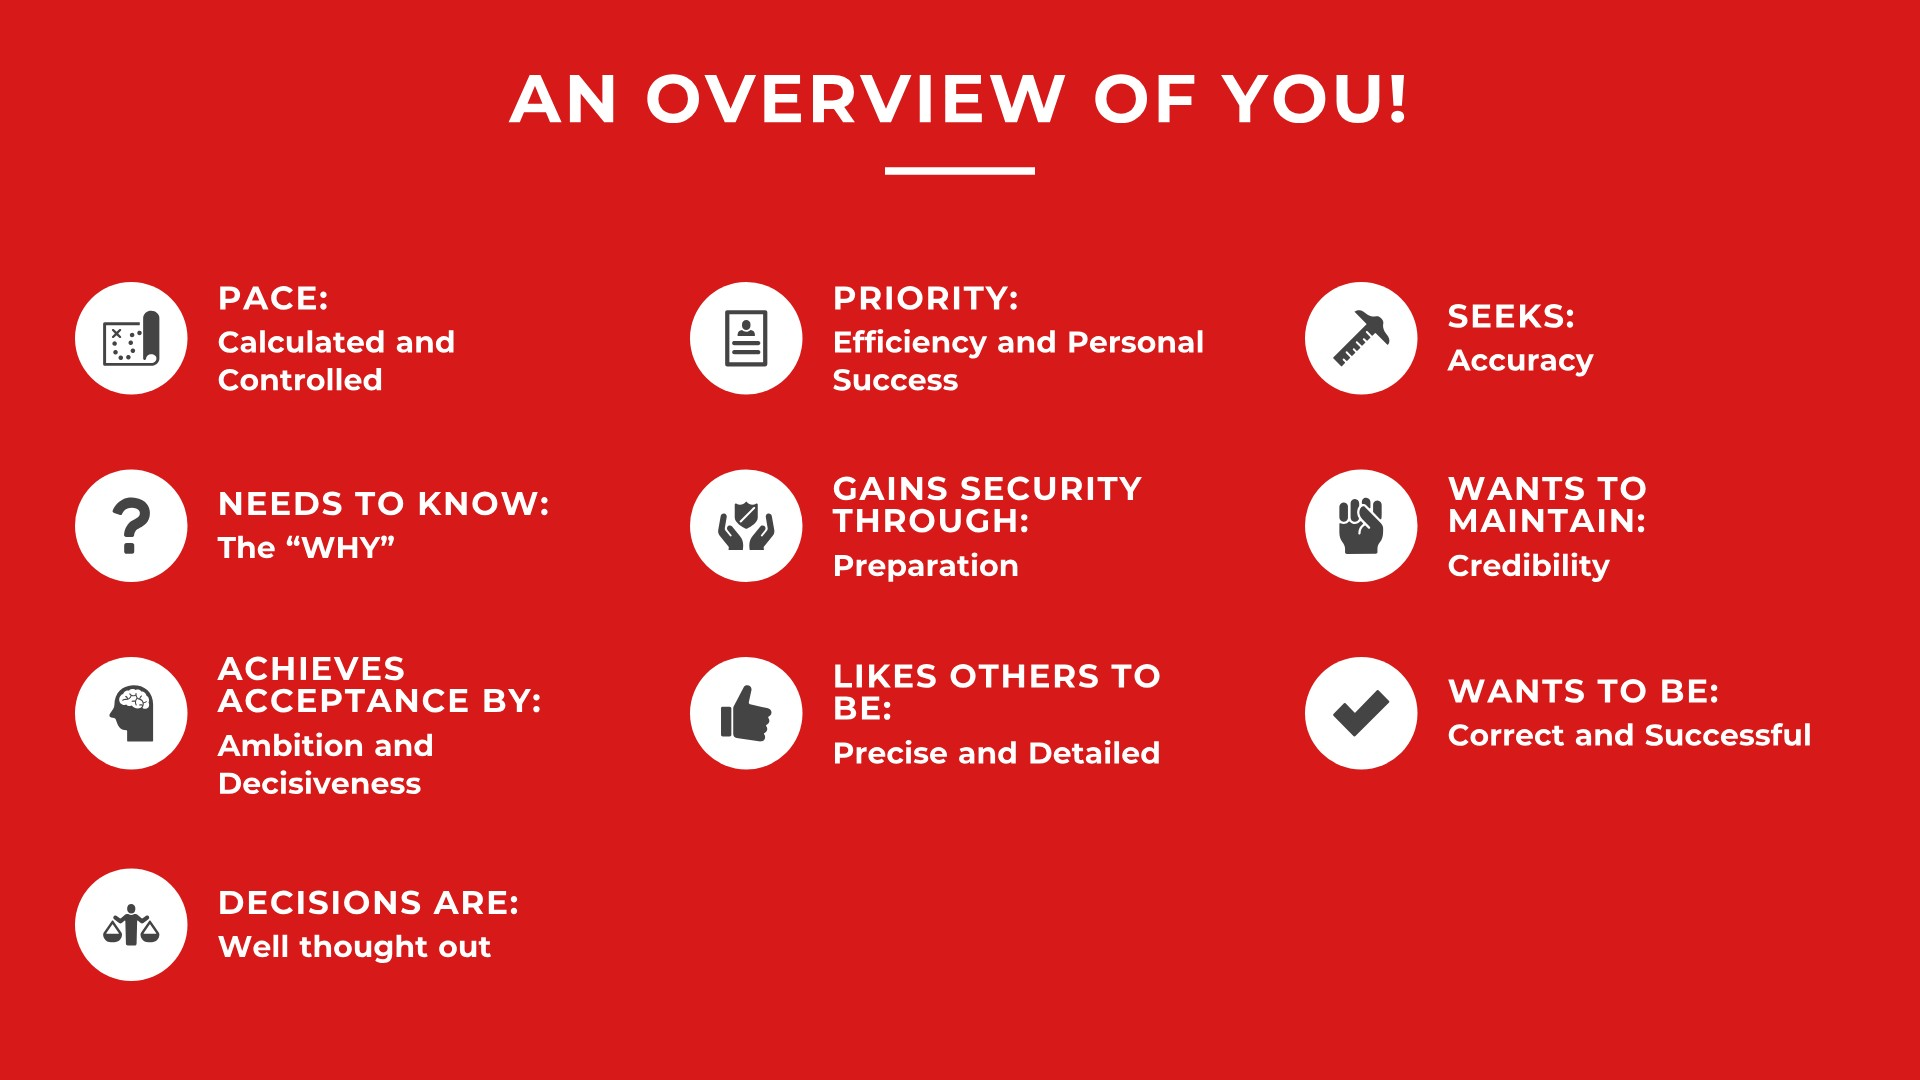 AN OVERVIEW OF YOU!
PACE:
Calculated and
Controlled
PRIORITY:
Efficiency and Personal
Success
SEEKS:
Accuracy
NEEDS TO KNOW:
The “WHY”
GAINS SECURITY
THROUGH:
Preparation
WANTS TO
MAINTAIN:
Credibility
ACHIEVES
ACCEPTANCE BY:
Ambition and
Decisiveness
LIKES OTHERS TO
BE:
Precise and Detailed
WANTS TO BE:
Correct and Successful
DECISIONS ARE:
Well thought out